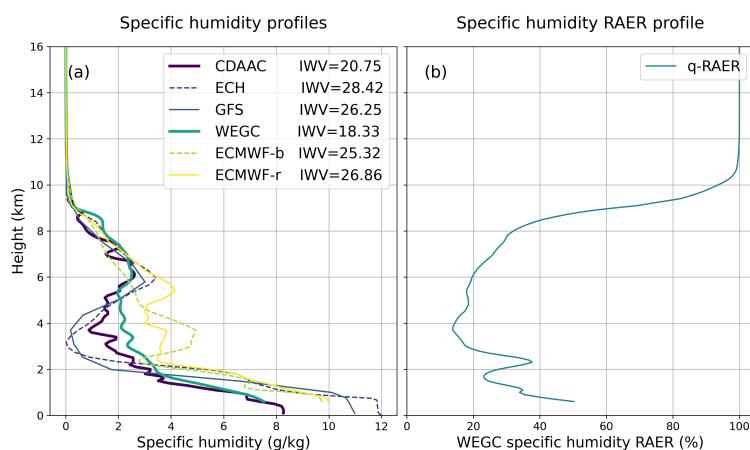 Specific humidity profiles
Specific humidity RAER profile
(a)
CDAAC IWV=20.75
ECH IWV=28.42
GFS IWV=26.25
WEGC IWV=18.33
ECMWF-b IWV=25.32
ECMWF-r IWV=26.86
(b)
q-RAER
16
14
12
10
8
6
4
2
0
Height (km)
0 2 4 6 8 10 12
Specific humidity (g/kg)
0 20 40 60 80 100
WEGC specific humidity RAER (%)